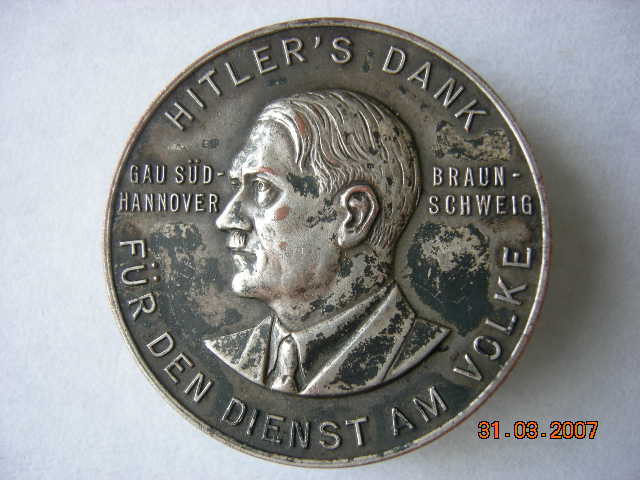 HITLER'S DANK
GAU SÜD-
HANNOVER
BRAUN-
SCHWEIG
FÜR DEN DIENST AM VOLKE
31.03.2007